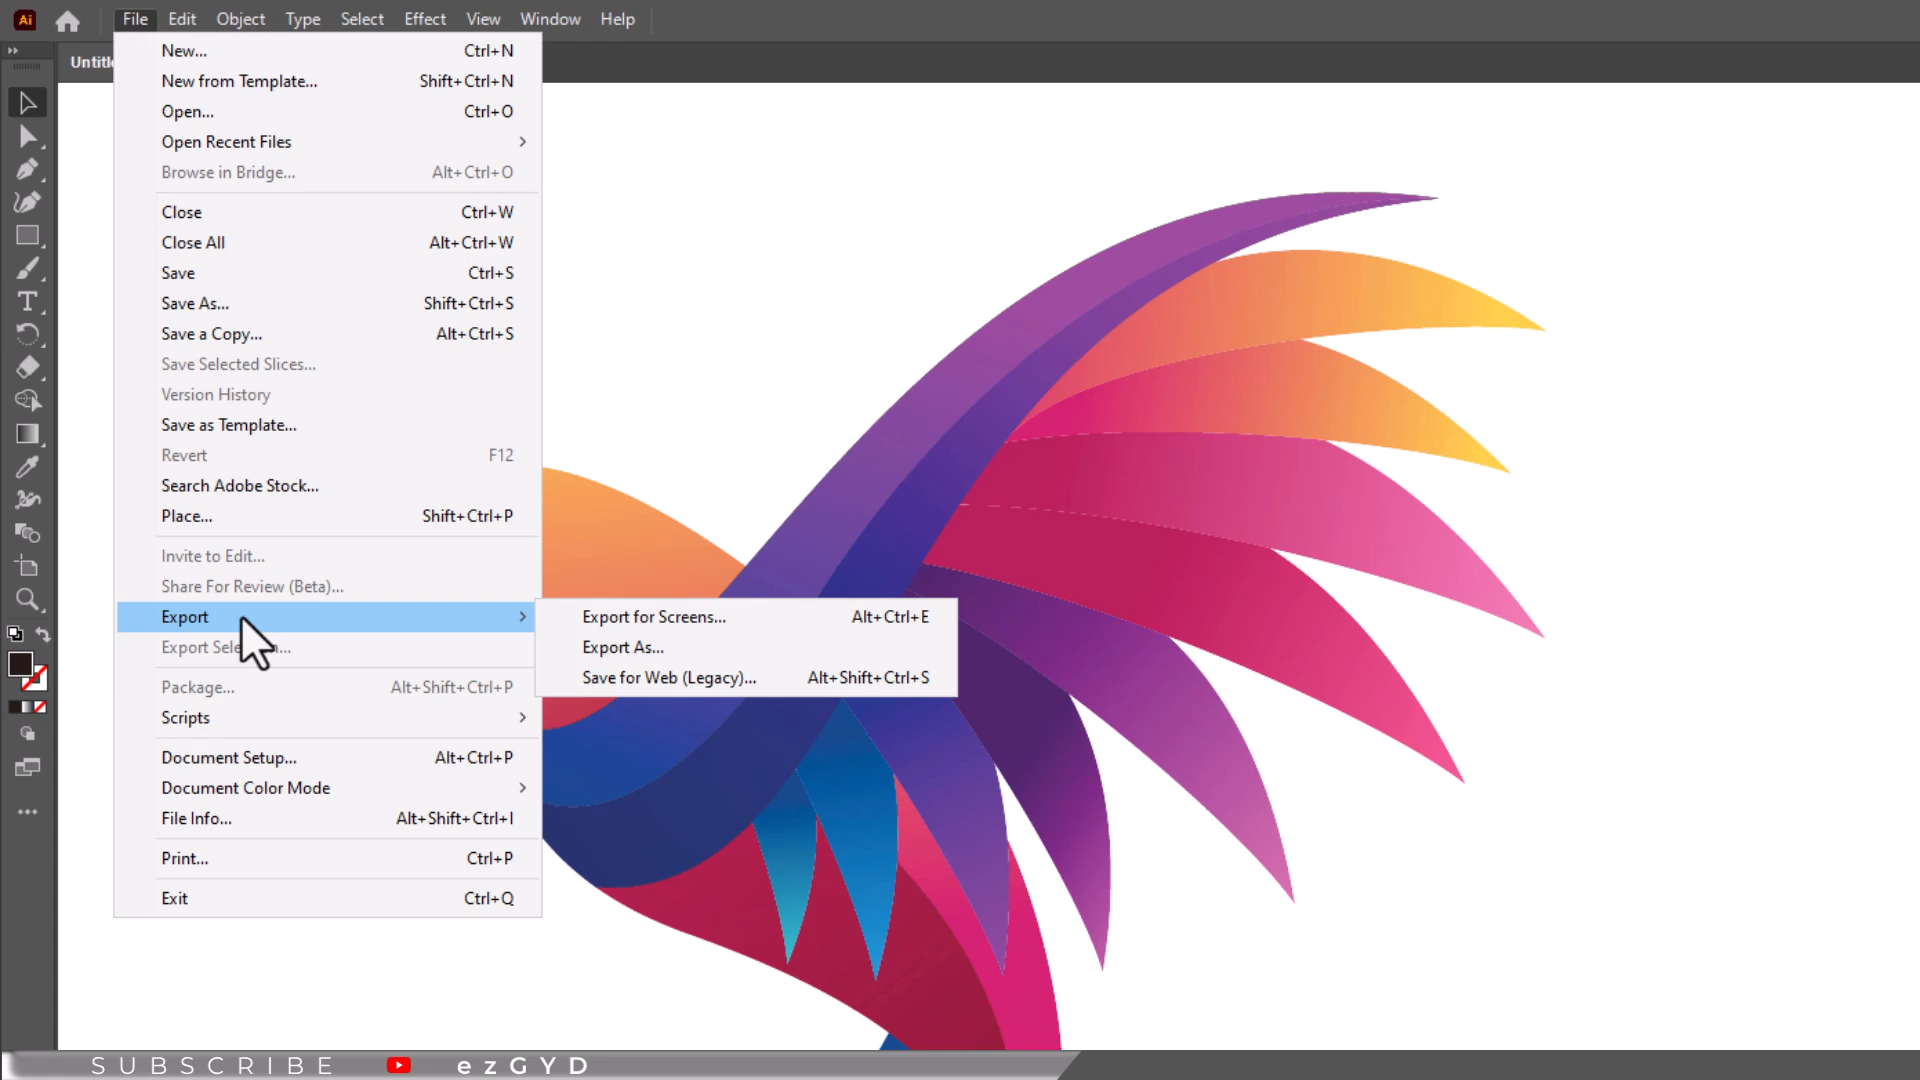 Ai File Edit Object Type Select Effect View Window Help
Untitl
New... Ctrl+N
New from Template... Shift+Ctrl+N
Open... Ctrl+O
Open Recent Files
Browse in Bridge... Alt+Ctrl+O
Close Ctrl+W
Close All Alt+Ctrl+W
Save Ctrl+S
Save As... Shift+Ctrl+S
Save a Copy... Alt+Ctrl+S
Save Selected Slices...
Version History
Save as Template...
Revert F12
Search Adobe Stock...
Place... Shift+Ctrl+P
Invite to Edit...
Share For Review (Beta)...
Export
Export for Screens... Alt+Ctrl+E
Export
Export As...
Save for Web (Legacy)... Alt+Shift+Ctrl+S
Package... Alt+Shift+Ctrl+P
Scripts
Document Setup... Alt+Ctrl+P
Document Color Mode
File Info... Alt+Shift+Ctrl+I
Print... Ctrl+P
Exit Ctrl+Q
SUBSCRIBE ezGYD